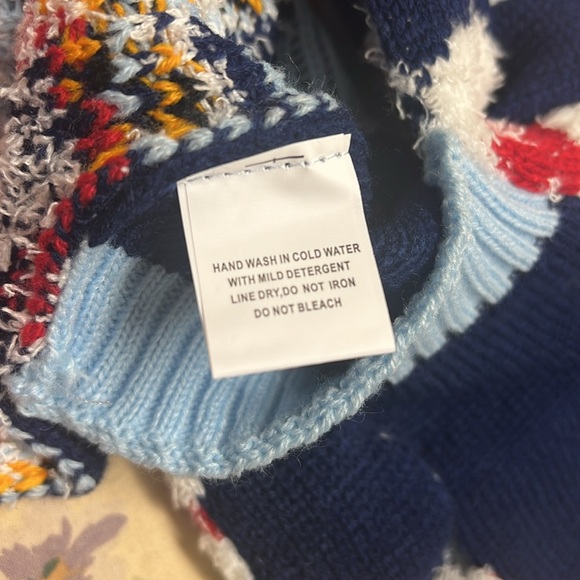 HAND WASH IN COLD WATER
WITH MILD DETERGENT
LINE DRY,DO NOT IRON
DO NOT BLEACH